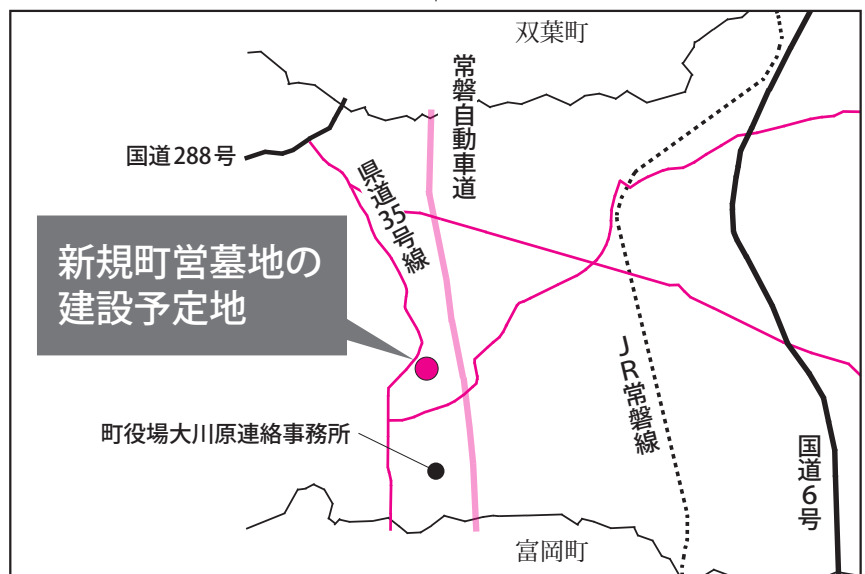 双葉町
常磐自動車道
国道288号
県道35号線
新規町営墓地の
建設予定地
JR常磐線
町役場大川原連絡事務所
国道6号
富岡町